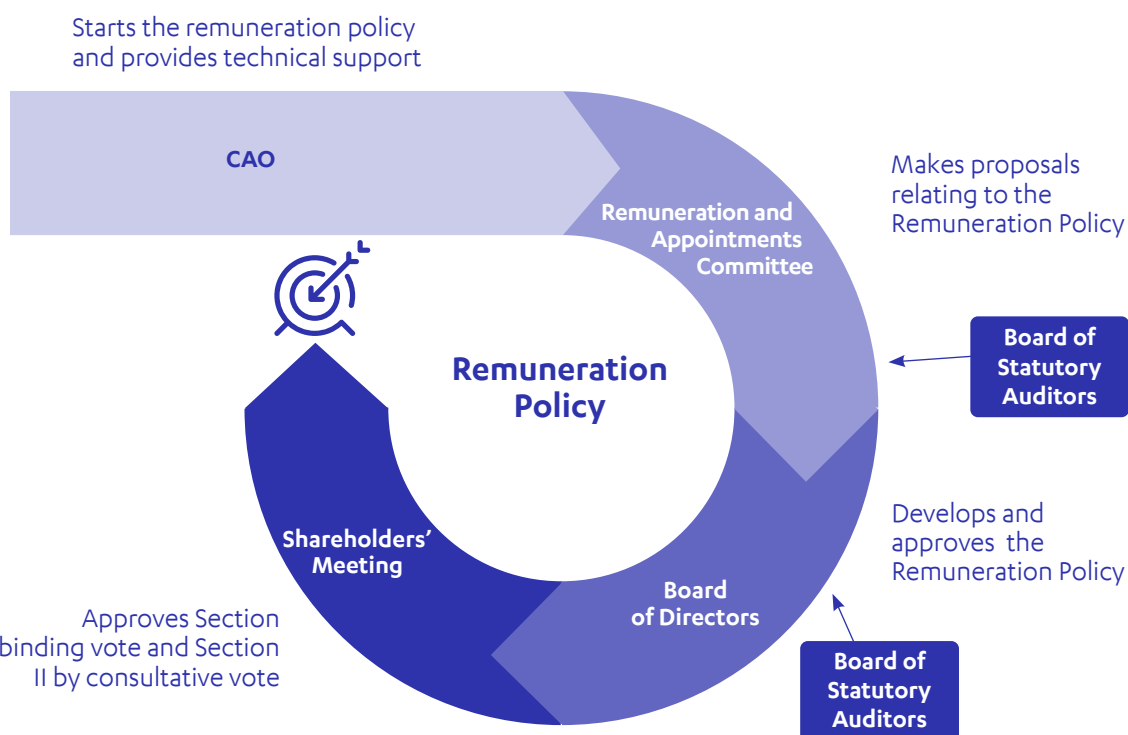 Starts the remuneration policy
and provides technical support
CAO
Remuneration and
Appointments
Committee
Makes proposals
relating to the
Remuneration Policy
Board of
Statutory
Auditors
Remuneration
Policy
Develops and
approves the
Remuneration Policy
Board
of Directors
Board of
Statutory
Auditors
Shareholders’
Meeting
Approves Section
binding vote and Section
II by consultative vote